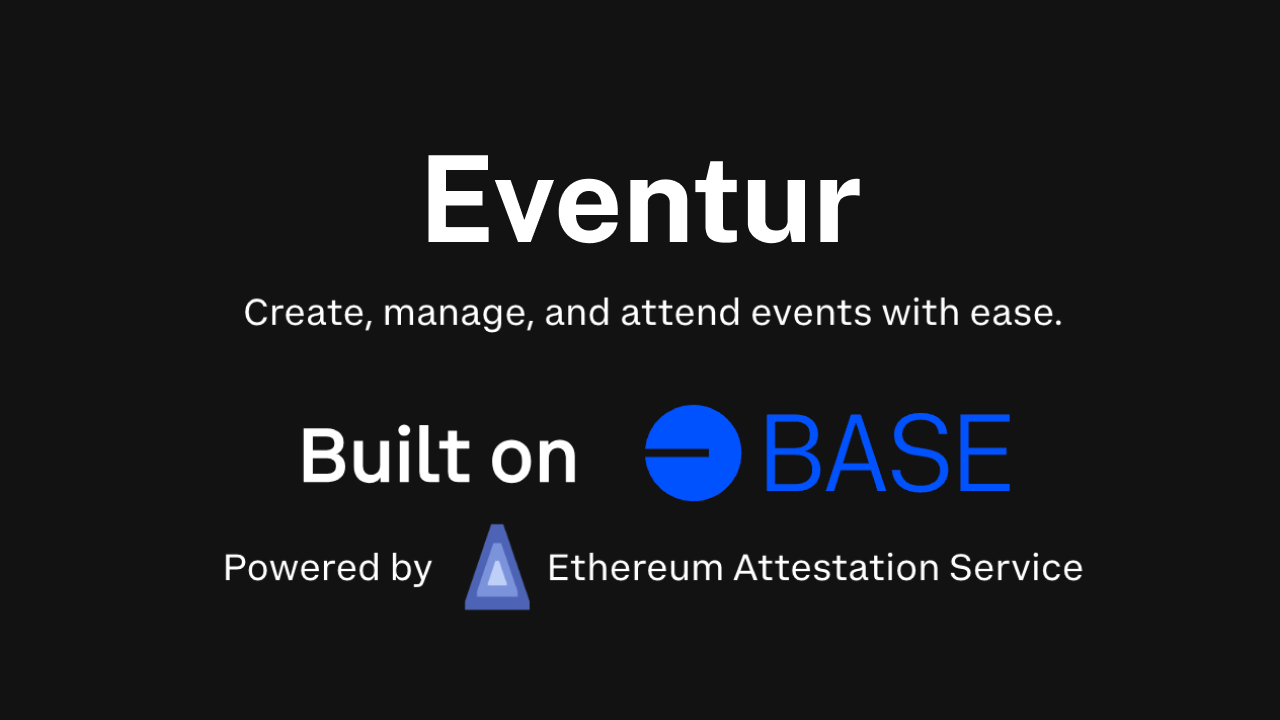 Eventur
Create, manage, and attend events with ease.
Built on BASE
Powered by Ethereum Attestation Service